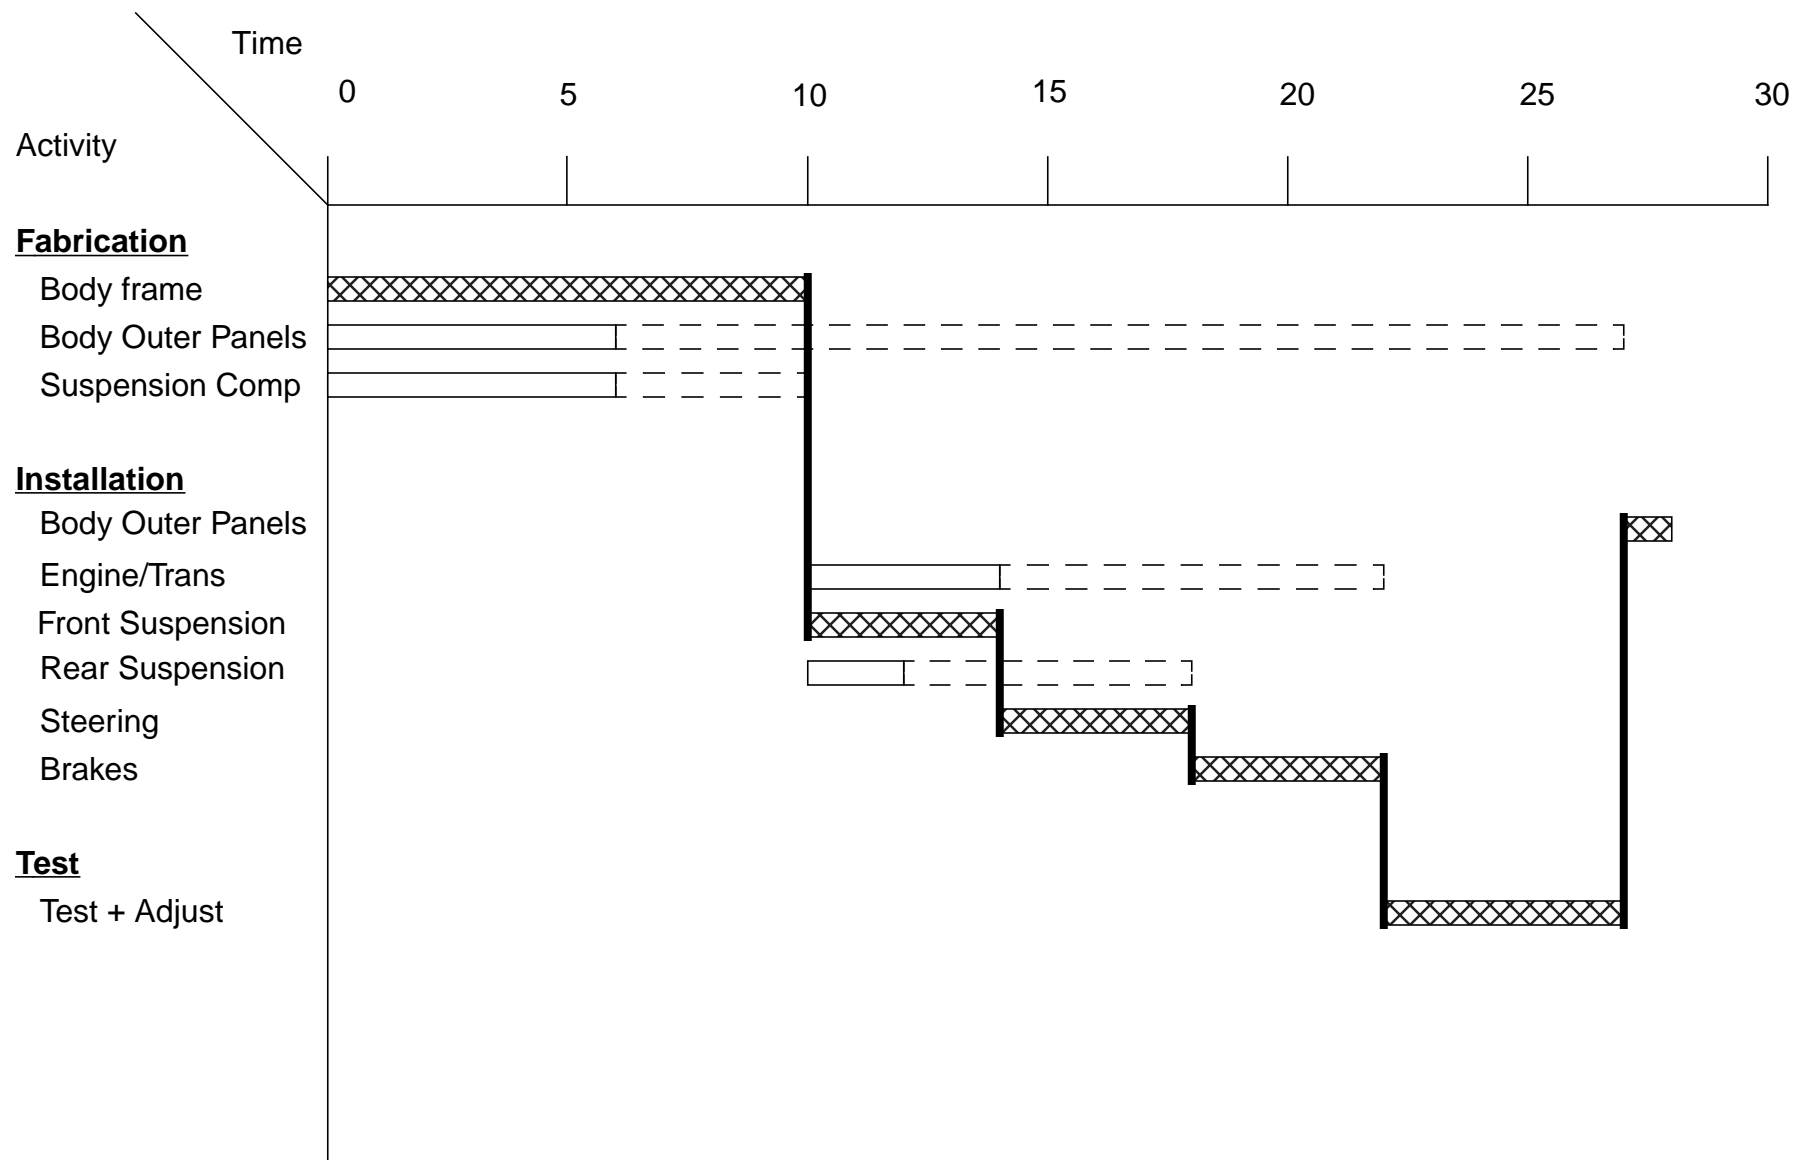 Time
0 5 10 15 20 25 30
Activity
Fabrication
Body frame
Body Outer Panels
Suspension Comp
Installation
Body Outer Panels
Engine/Trans
Front Suspension
Rear Suspension
Steering
Brakes
Test
Test + Adjust